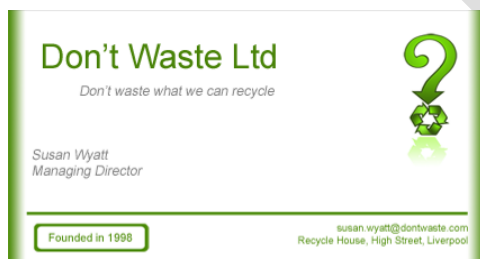 Don't Waste Ltd
Don't waste what we can recycle
Susan Wyatt
Managing Director
Founded in 1998
susan.wyatt@dontwaste.com
Recycle House, High Street, Liverpool